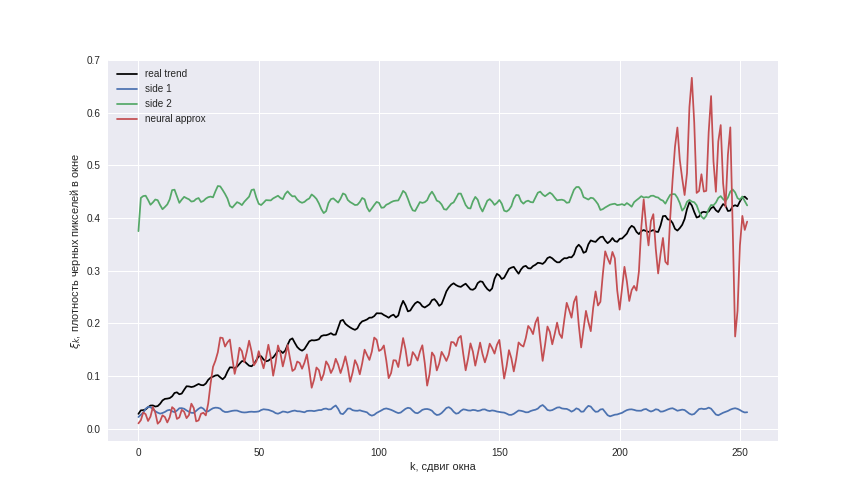 0.7
real trend
side 1
side 2
neural approx
0.6
0.5
0.4
0.3
0.2
0.1
0.0
ξk, плотность черных пикселей в окне
0
50
100
150
200
250
k, сдвиг окна